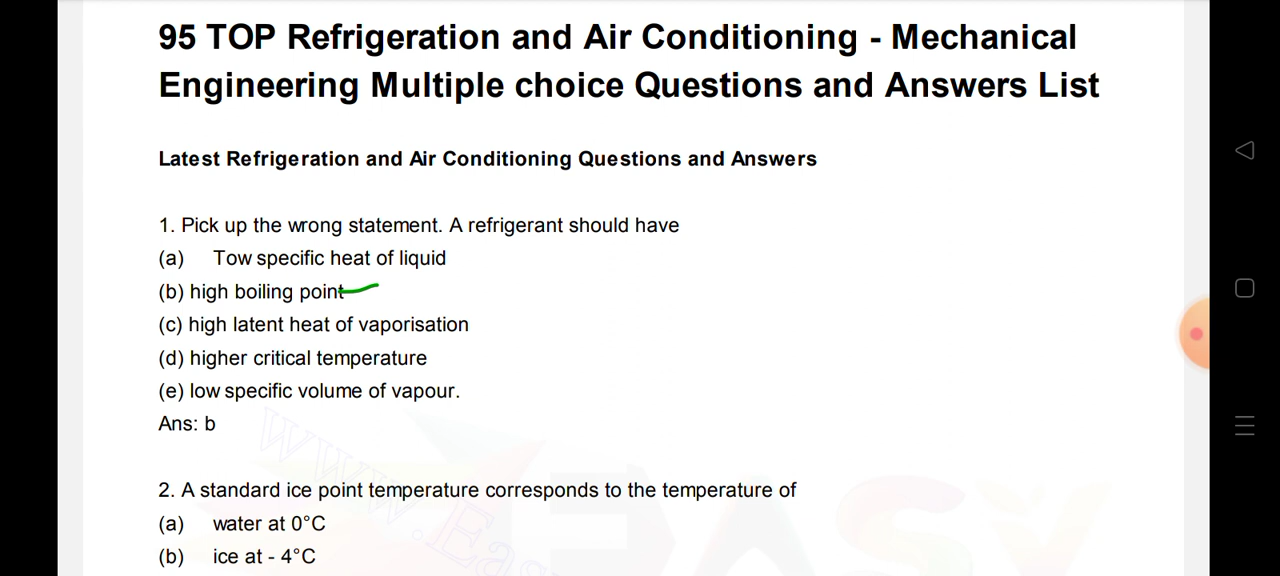 95 TOP Refrigeration and Air Conditioning - Mechanical
Engineering Multiple choice Questions and Answers List
Latest Refrigeration and Air Conditioning Questions and Answers
1. Pick up the wrong statement. A refrigerant should have
(a) Tow specific heat of liquid
(b) high boiling point
(c) high latent heat of vaporisation
(d) higher critical temperature
(e) low specific volume of vapour.
Ans: b
2. A standard ice point temperature corresponds to the temperature of
(a) water at 0°C
(b) ice at - 4°C